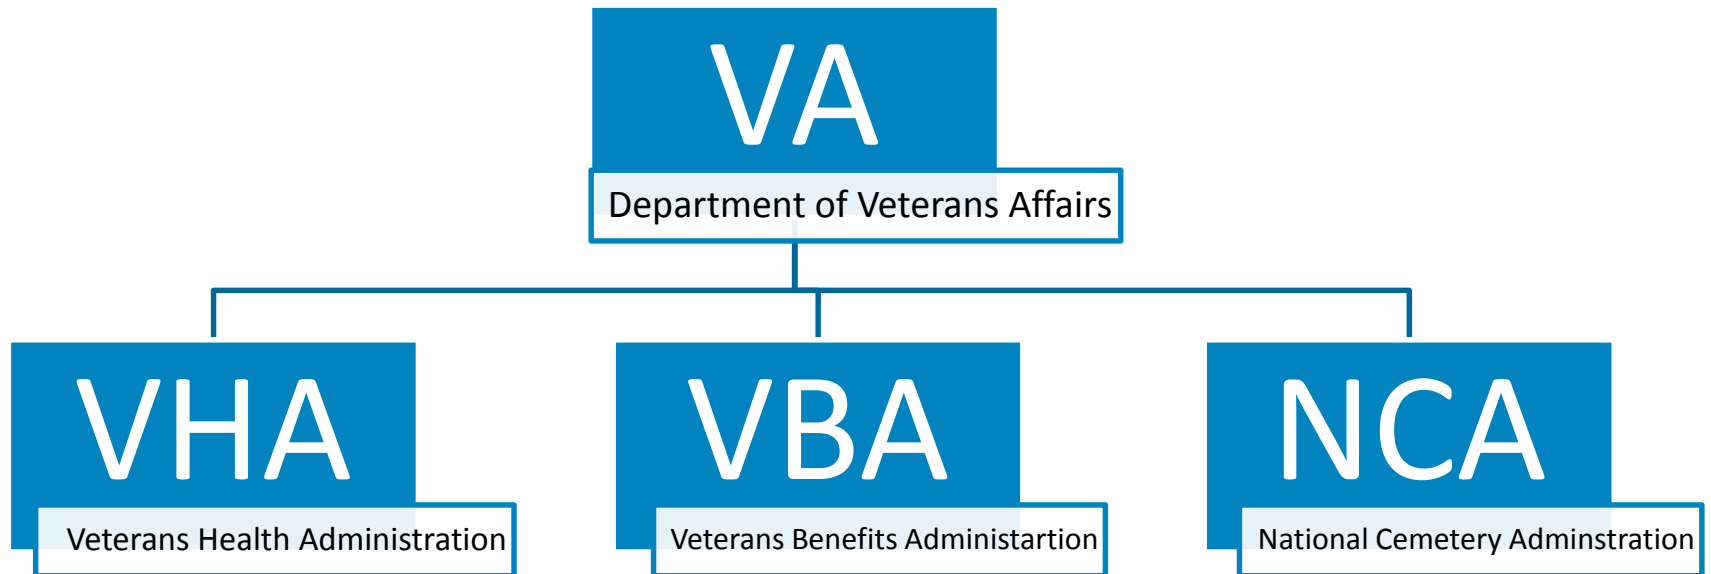 VA
Department of Veterans Affairs
VHA
Veterans Health Administration
VBA
Veterans Benefits Administartion
NCA
National Cemetery Adminstration